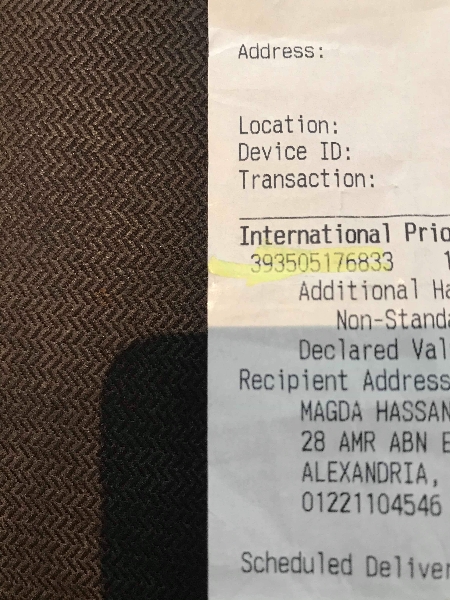 Address:
Location:
Device ID:
Transaction:
International Prio
393505176833 1
Additional Ha
Non-Standa
Declared Val
Recipient Address
MAGDA HASSAN
28 AMR ABN E
ALEXANDRIA,
01221104546
Scheduled Deliver